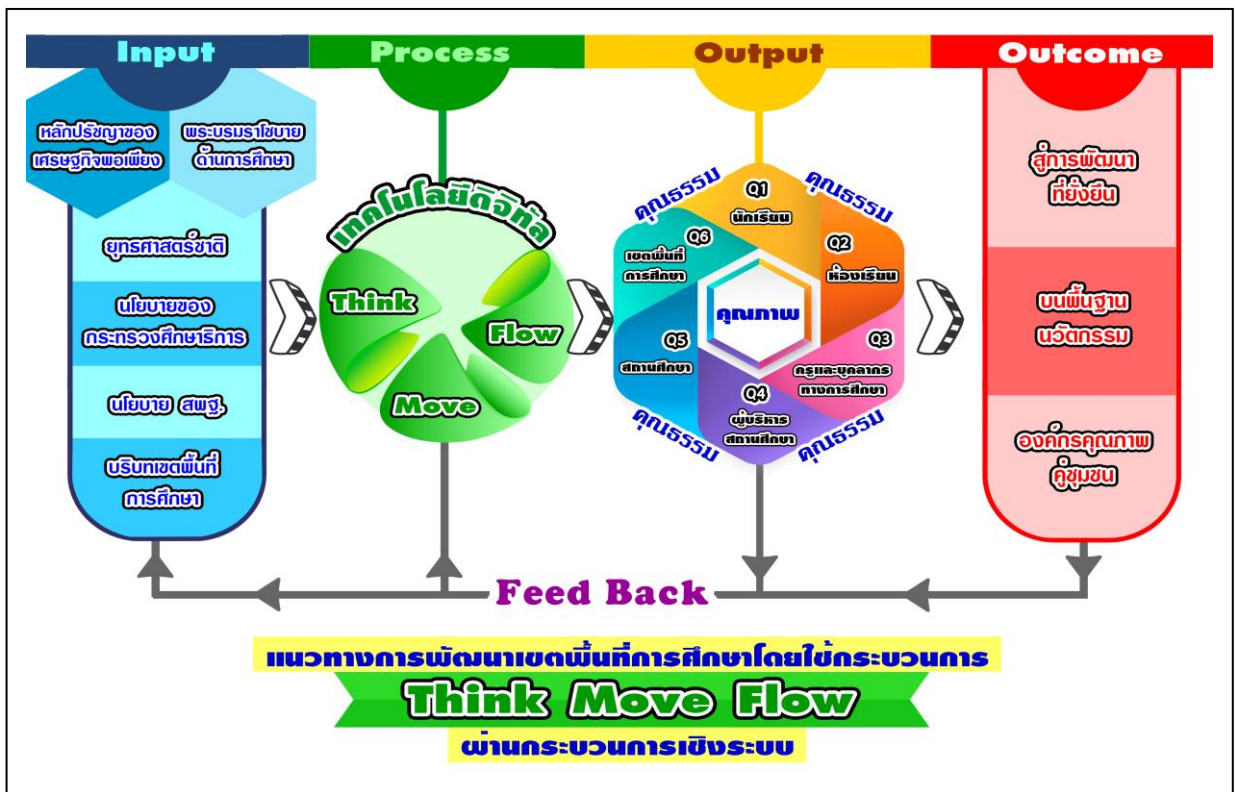 Input
Process
Output
Outcome
หลักปรัชญาของ
เศรษฐกิจพอเพียง
พระบรมราโชบาย
ด้านการศึกษา
ยุทธศาสตร์ชาติ
นโยบายของ
กระทรวงศึกษาธิการ
นโยบาย สพฐ.
บริบทเขตพื้นที่
การศึกษา
เทคโนโลยีดิจิทัล
Think
Move
Flow
คุณธรรม
คุณธรรม
Q1
นักเรียน
Q2
ห้องเรียน
Q3
ครูและบุคลากร
ทางการศึกษา
Q4
ผู้บริหาร
สถานศึกษา
Q5
สถานศึกษา
Q6
เขตพื้นที่
การศึกษา
คุณภาพ
คุณธรรม
คุณธรรม
สู่การพัฒนา
ที่ยั่งยืน
บนพื้นฐาน
นวัตกรรม
องค์กรคุณภาพ
คู่ชุมชน
Feed Back
แนวทางการพัฒนาเขตพื้นที่การศึกษาโดยใช้กระบวนการ
Think Move Flow
ผ่านกระบวนการเชิงระบบ